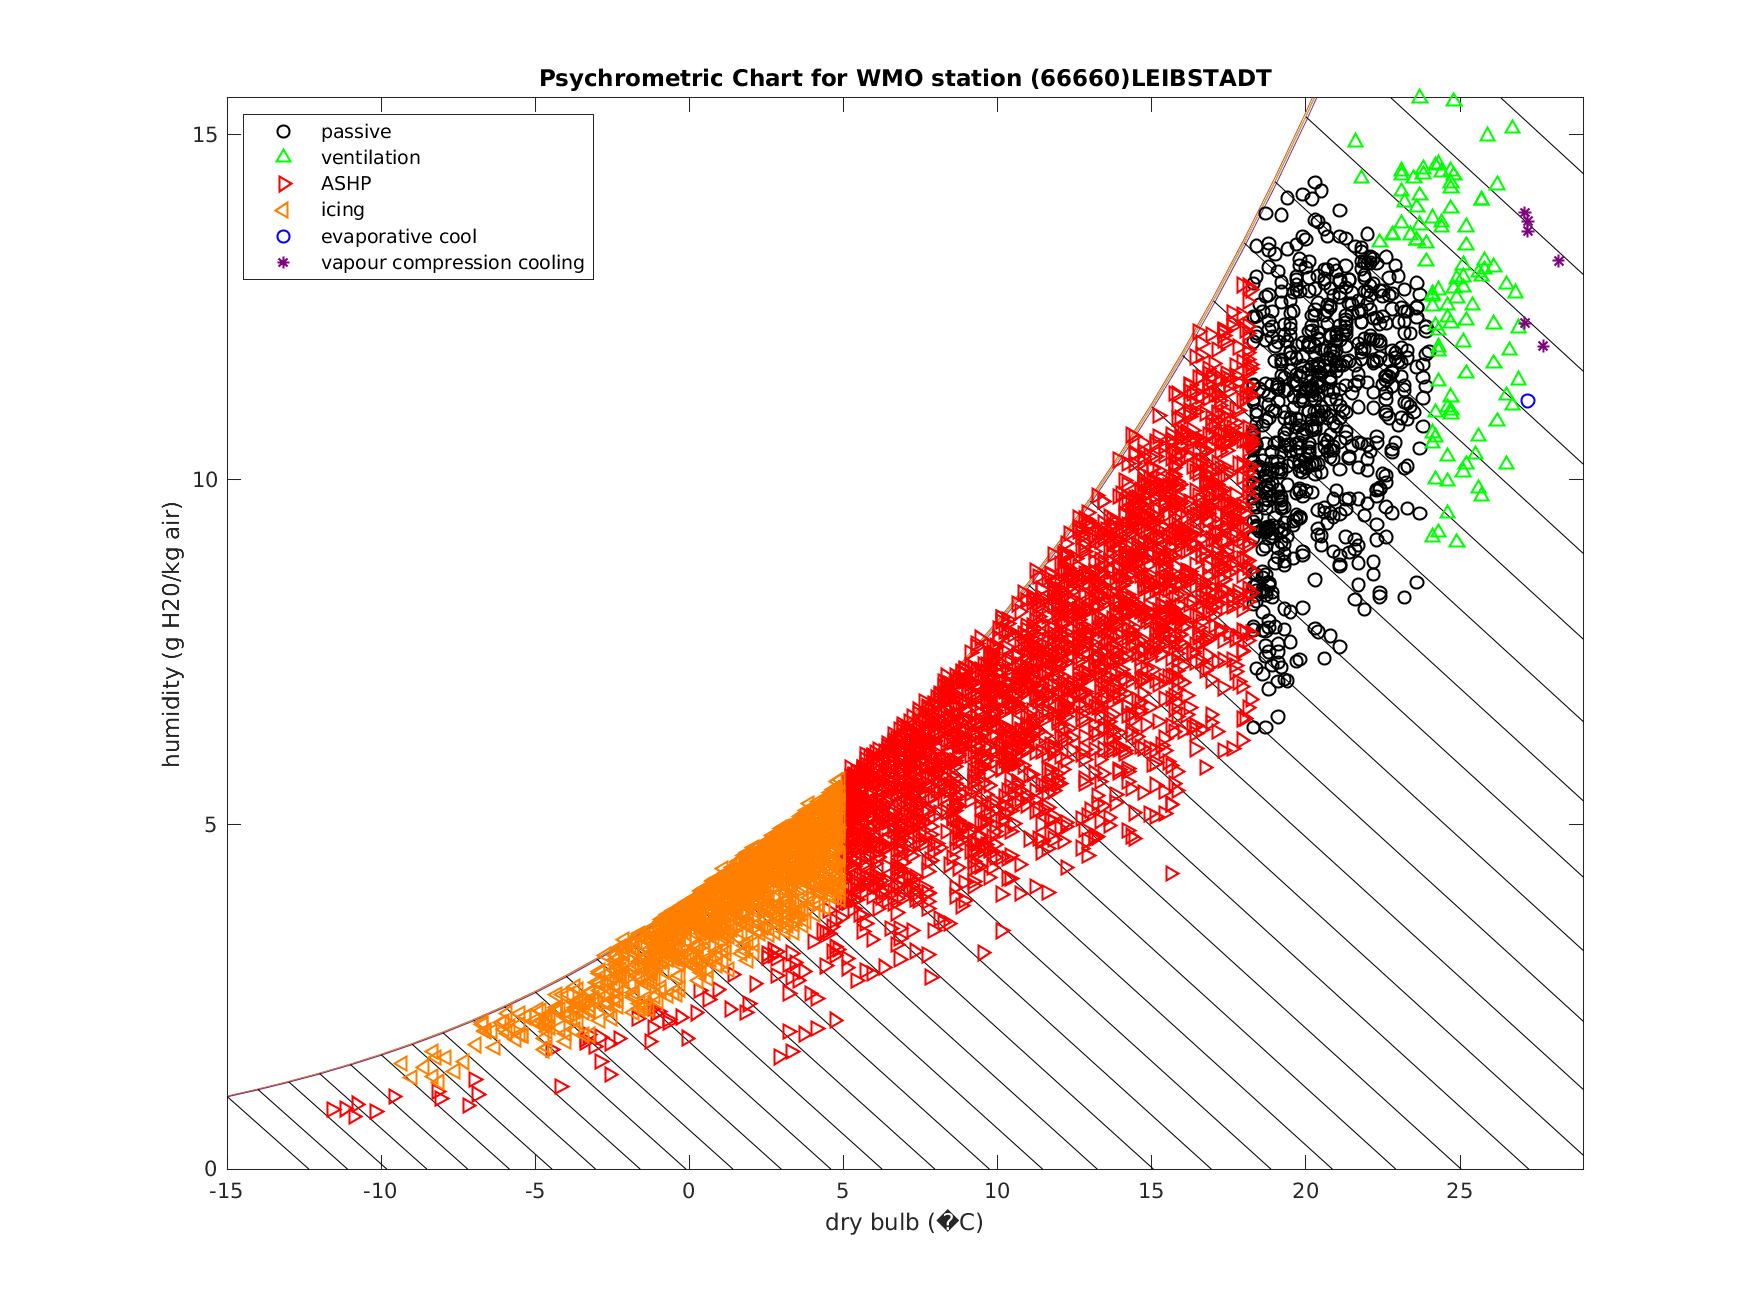 Psychrometric Chart for WMO station (66660)LEIBSTADT
passive
ventilation
ASHP
icing
evaporative cool
vapour compression cooling
15
10
5
0
humidity (g H20/kg air)
-15 -10 -5 0 5 10 15 20 25
dry bulb (�C)